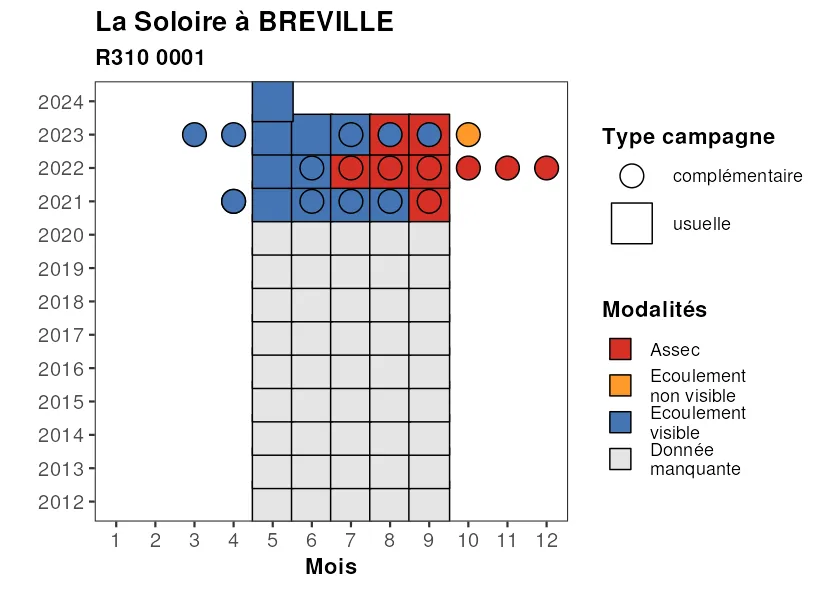 La Soloire à BREVILLE
R310 0001
2024
2023
2022
2021
2020
2019
2018
2017
2016
2015
2014
2013
2012
1 2 3 4 5 6 7 8 9 10 11 12
Mois
Type campagne
complémentaire
usuelle
Modalités
Assec
Ecoulement
non visible
Ecoulement
visible
Donnée
manquante